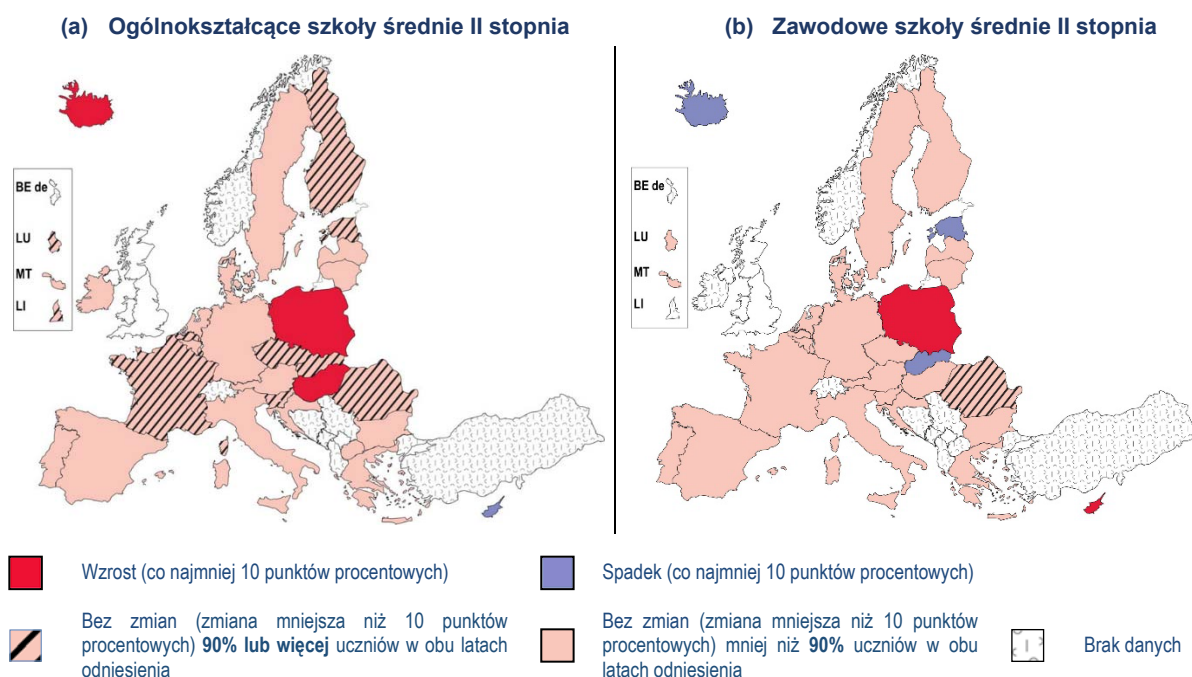 (a) Ogólnokształcące szkoły średnie II stopnia
(b) Zawodowe szkoły średnie II stopnia
BE de
LU
MT
LI
BE de
LU
MT
LI
Wzrost (co najmniej 10 punktów procentowych)
Spadek (co najmniej 10 punktów procentowych)
Bez zmian (zmiana mniejsza niż 10 punktów
procentowych) 90% lub więcej uczniów w obu latach
odniesienia
Bez zmian (zmiana mniejsza niż 10 punktów
procentowych) mniej niż 90% uczniów w obu
latach odniesienia
Brak danych